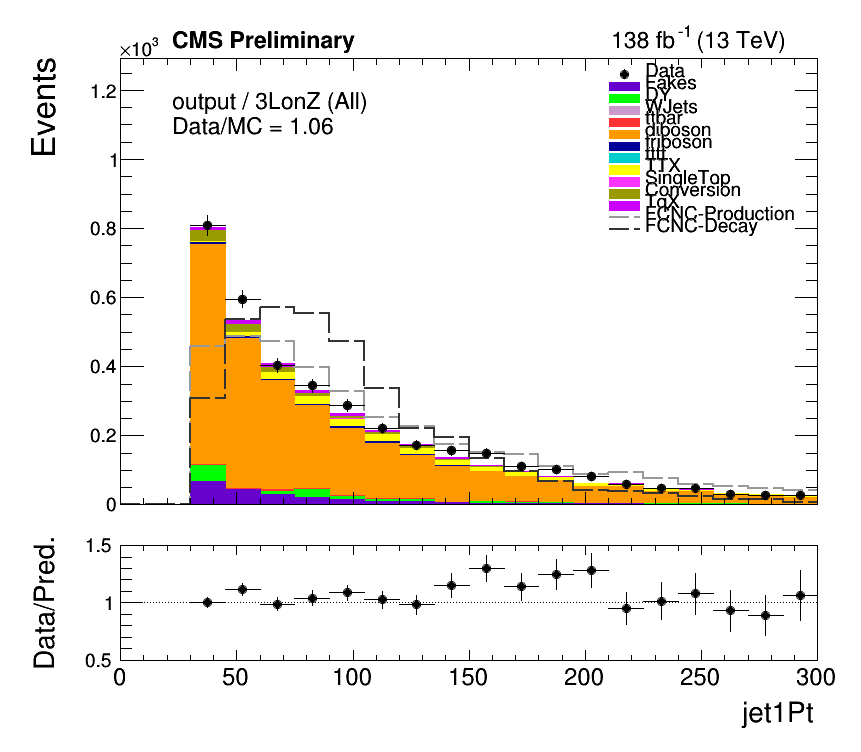 ×10³ CMS Preliminary 138 fb⁻¹ (13 TeV)
Events
output / 3LonZ (All)
Data/MC = 1.06
Data
Fakes
DY
WJets
ttbar
diboson
triboson
tttt
TTX
SingleTop
Conversion
TqX
FCNC-Production
FCNC-Decay
1.2
1
0.8
0.6
0.4
0.2
0
Data/Pred.
1.5
1
0.5
0 50 100 150 200 250 300
jet1Pt